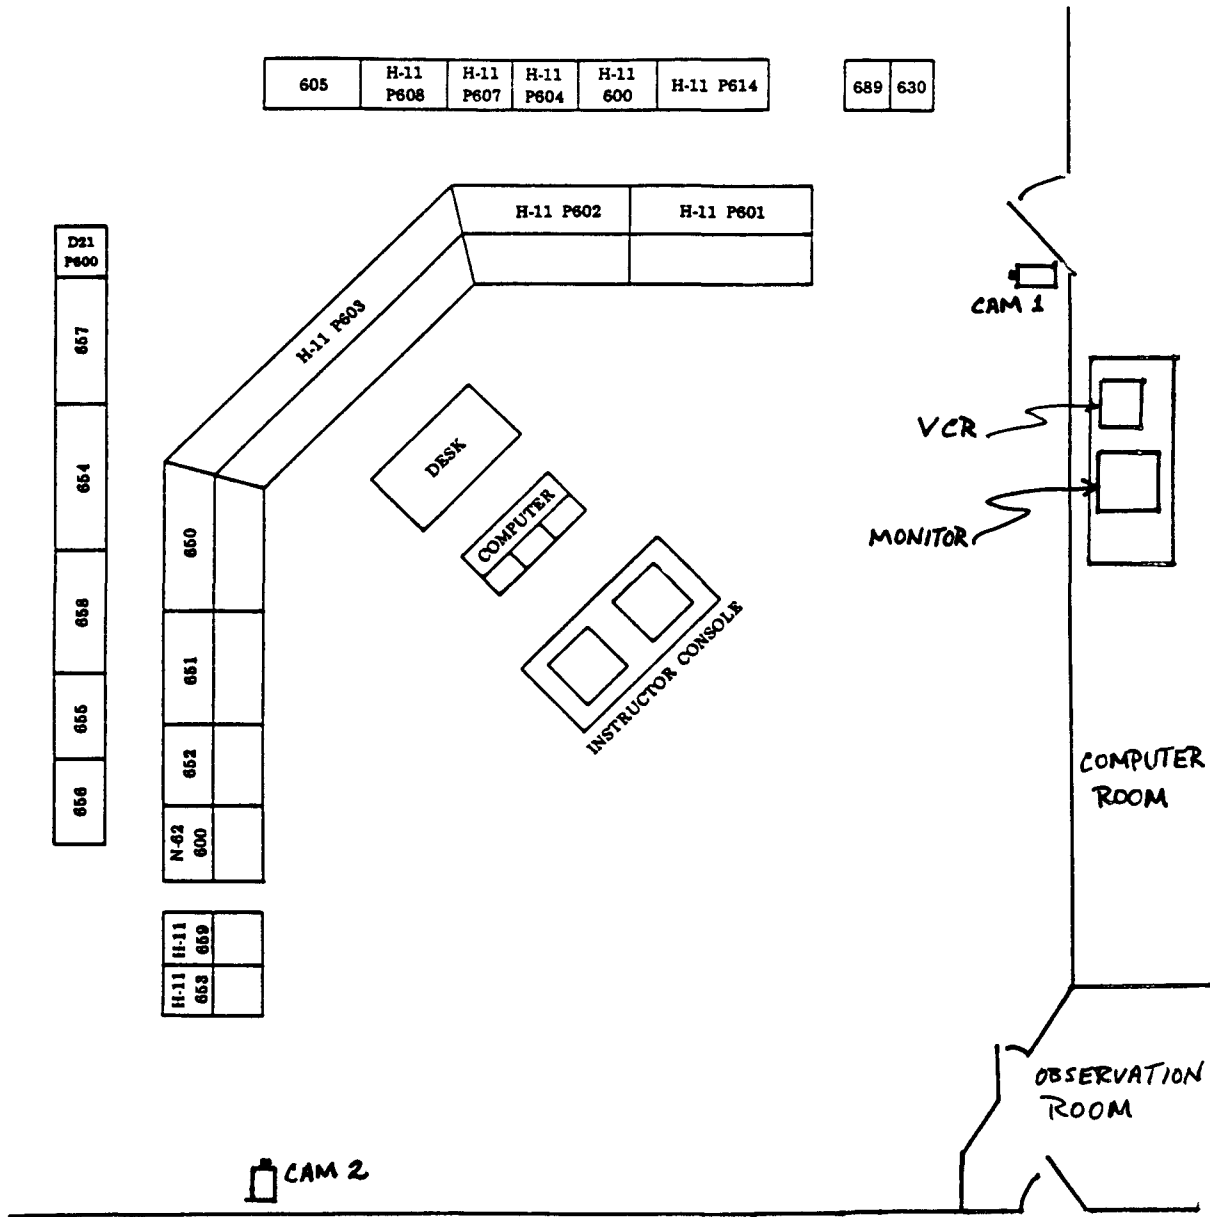 605
H-11
P608
H-11
P607
H-11
P604
H-11
600
H-11 P614
689
630
H-11 P602
H-11 P601
D21
P600
657
654
658
655
656
H-11 P603
CAM 1
VCR
MONITOR
DESK
COMPUTER
INSTRUCTOR CONSOLE
650
651
652
N-62
600
H-11
659
H-11
653
COMPUTER
ROOM
OBSERVATION
ROOM
CAM 2